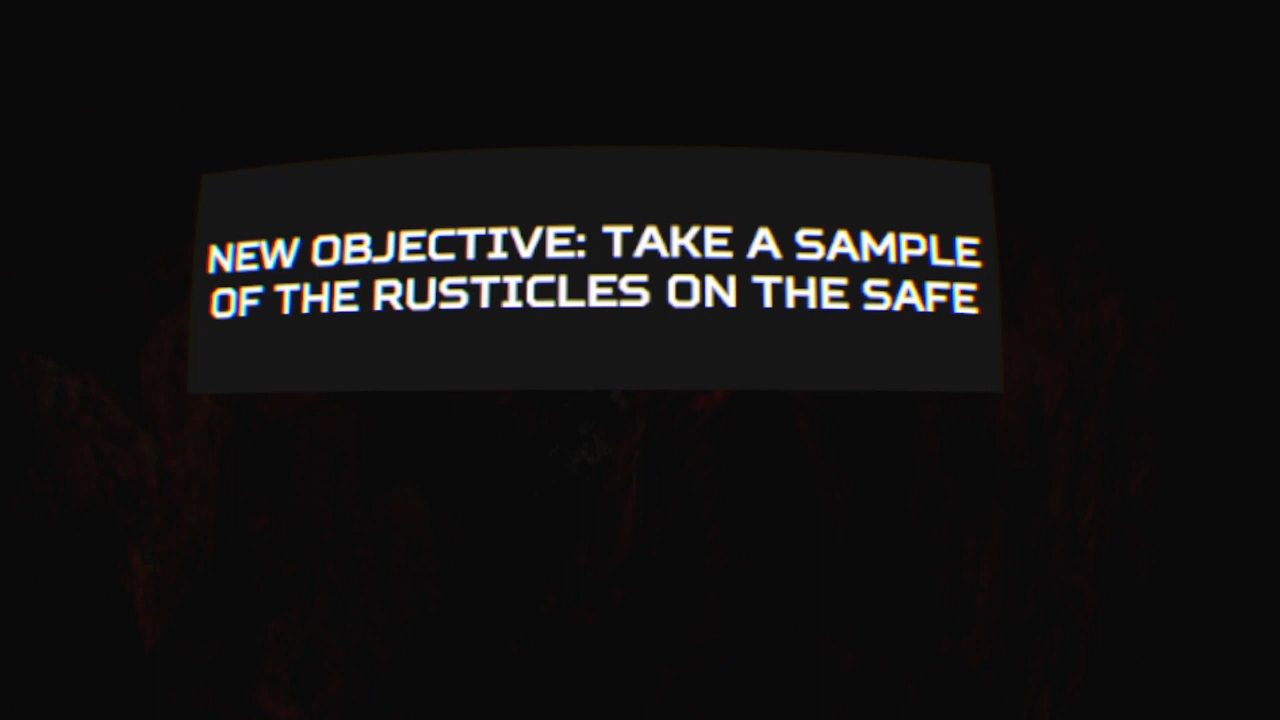 NEW OBJECTIVE: TAKE A SAMPLE
OF THE RUSTICLES ON THE SAFE